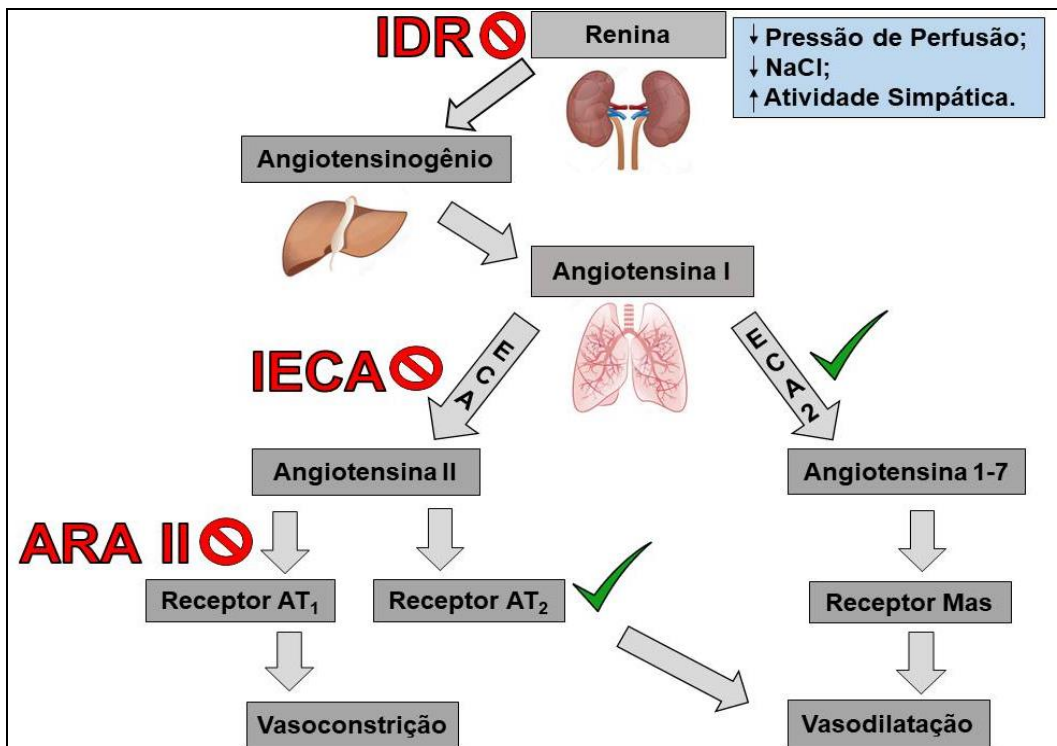 IDR
Renina
↓ Pressão de Perfusão;
↓ NaCl;
↑ Atividade Simpática.
Angiotensinogênio
Angiotensina I
IECA
ECA
ECA2
Angiotensina II
Angiotensina 1-7
ARA II
Receptor AT₁
Receptor AT₂
Receptor Mas
Vasoconstrição
Vasodilatação